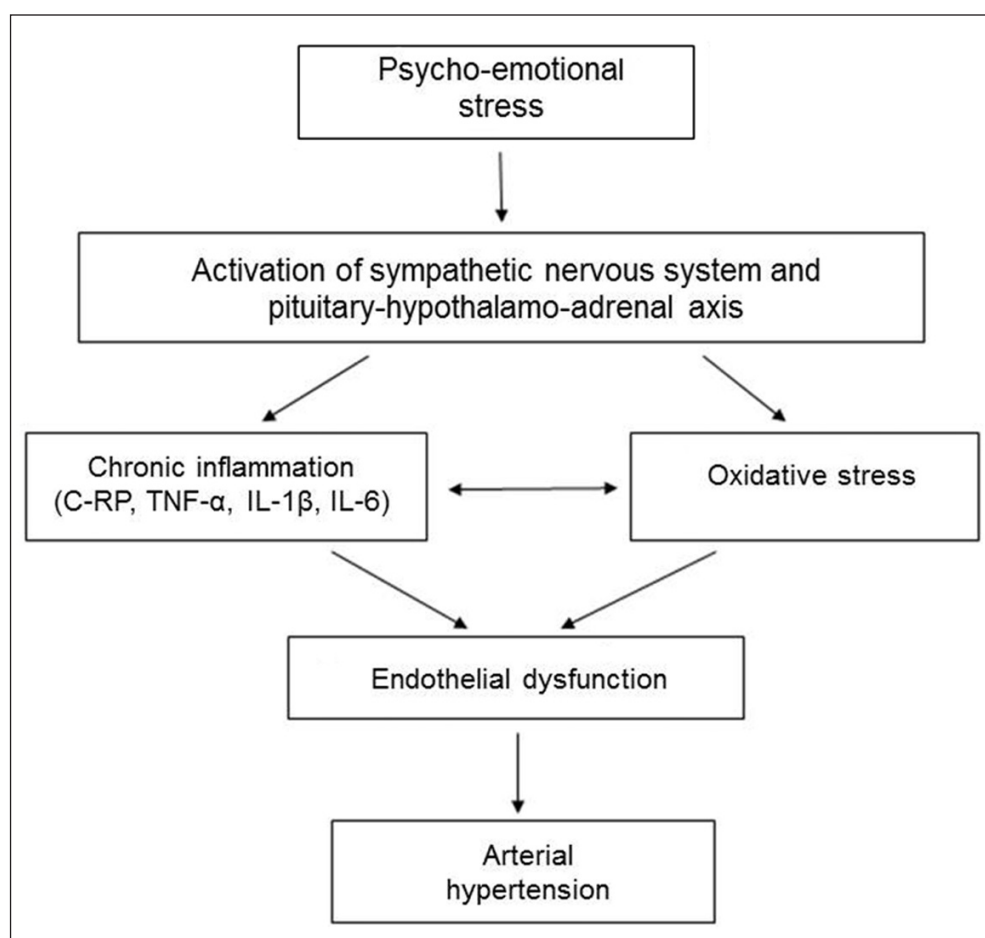 Psycho-emotional
stress
Activation of sympathetic nervous system and
pituitary-hypothalamo-adrenal axis
Chronic inflammation
(C-RP, TNF-α, IL-1β, IL-6)
Oxidative stress
Endothelial dysfunction
Arterial
hypertension